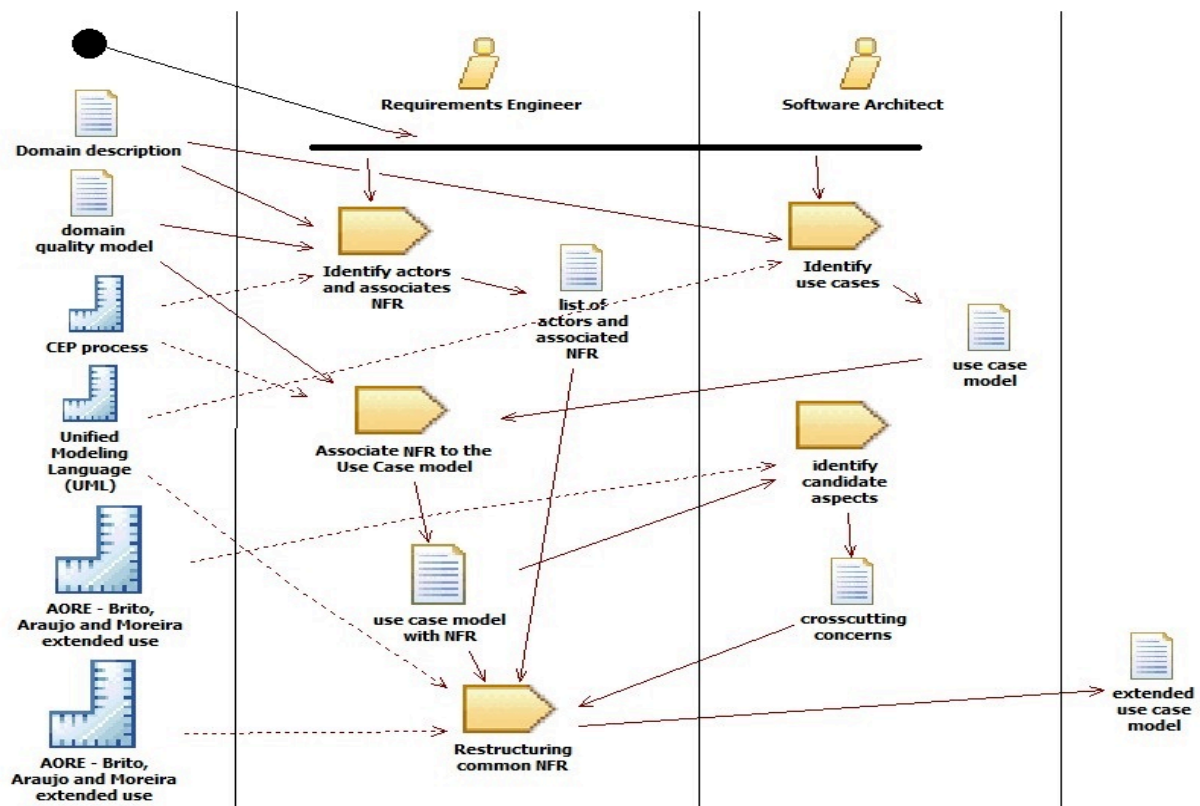 Requirements Engineer
Software Architect
Domain description
domain
quality model
CEP process
Unified
Modeling
Language
(UML)
AORE - Brito,
Araujo and Moreira
extended use
AORE - Brito,
Araujo and Moreira
extended use
Identify actors
and associates
NFR
list of
actors and
associated
NFR
Associate NFR to the
Use Case model
use case model
with NFR
Restructuring
common NFR
Identify
use cases
use case
model
identify
candidate
aspects
crosscutting
concerns
extended
use case
model